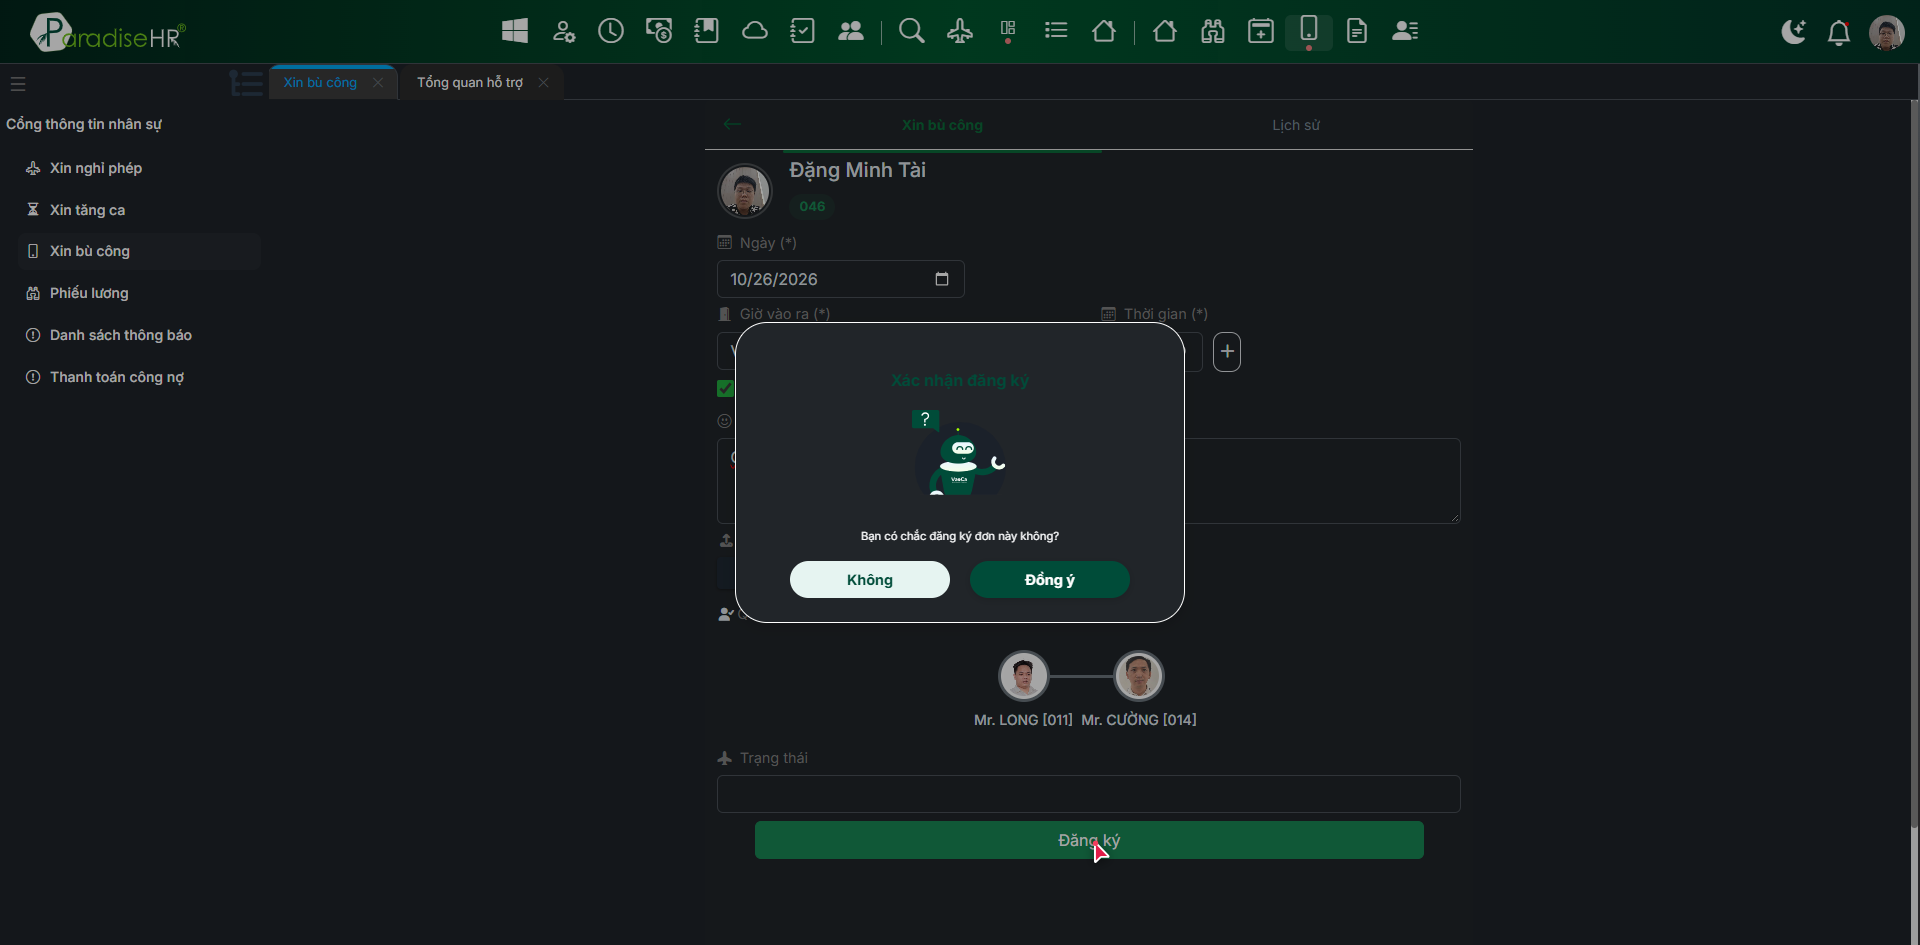 ParadiseHR®
Xin bù công
Tổng quan hỗ trợ
Cổng thông tin nhân sự
Xin nghỉ phép
Xin tăng ca
Xin bù công
Phiếu lương
Danh sách thông báo
Thanh toán công nợ
Xin bù công
Lịch sử
Đặng Minh Tài
046
Ngày (*)
10/26/2026
Giờ vào ra (*)
Thời gian (*)
Xác nhận đăng ký
?
VaoCa
Bạn có chắc đăng ký đơn này không?
Không
Đồng ý
Mr. LONG [011]
Mr. CƯỜNG [014]
Trạng thái
Đăng ký